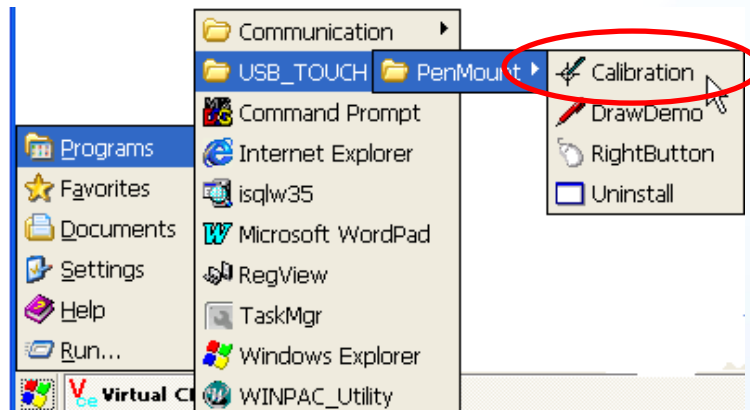 Programs
Favorites
Documents
Settings
Help
Run...
Virtual
Communication
USB_TOUCH
Command Prompt
Internet Explorer
isqlw35
Microsoft WordPad
RegView
TaskMgr
Windows Explorer
WINPAC_Utility
PenMount
Calibration
DrawDemo
RightButton
Uninstall